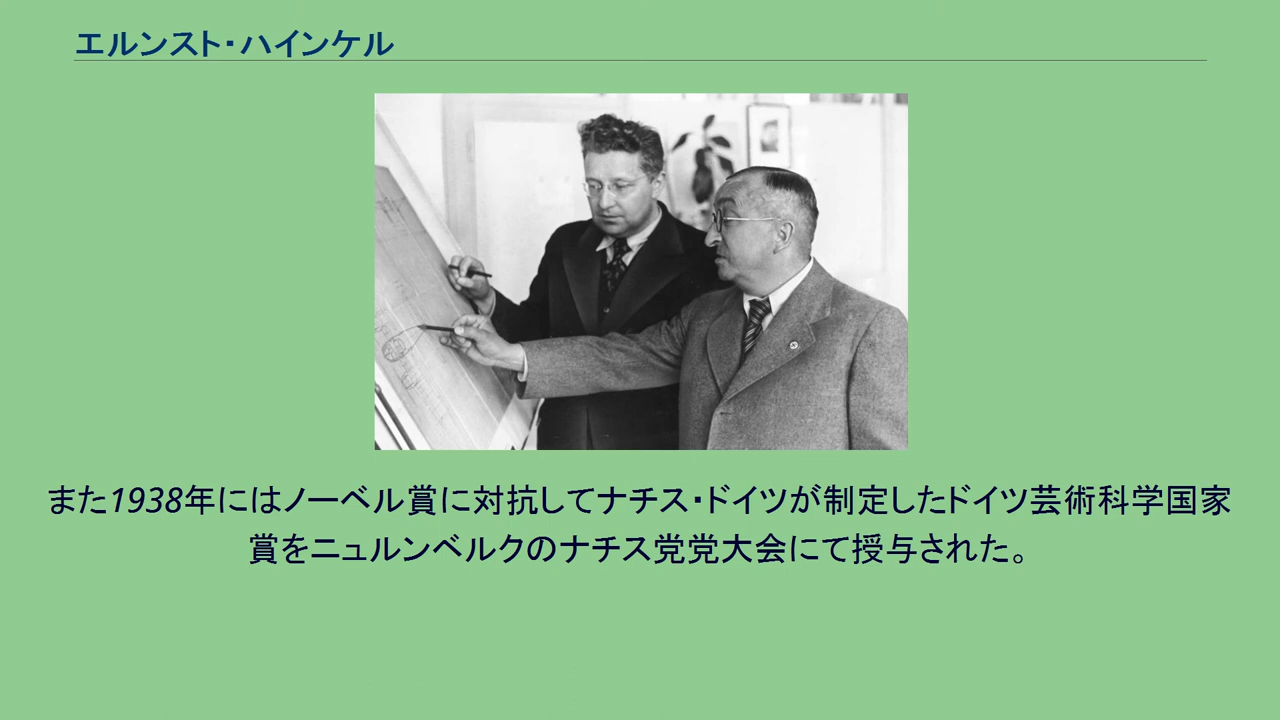 エルンスト・ハインケル
また1938年にはノーベル賞に対抗してナチス・ドイツが制定したドイツ芸術科学国家
賞をニュルンベルクのナチス党党大会にて授与された。